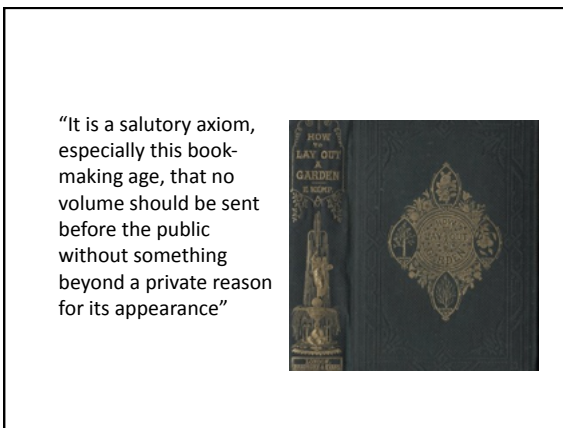 “It is a salutory axiom,
especially this book-
making age, that no
volume should be sent
before the public
without something
beyond a private reason
for its appearance”
HOW
TO
LAY OUT
A
GARDEN
E. KEMP